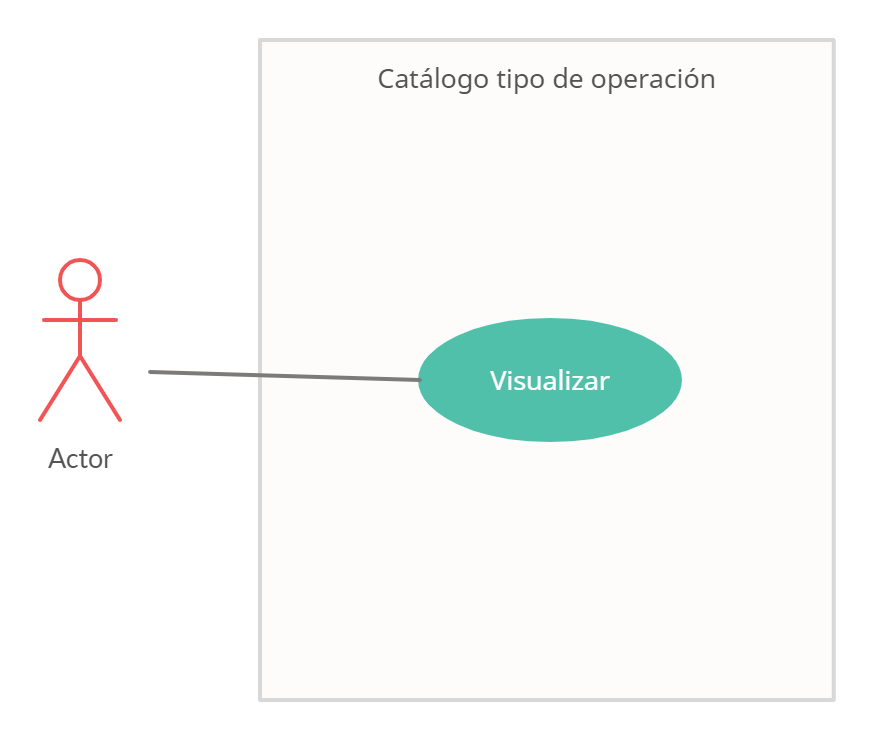 Catálogo tipo de operación
Visualizar
Actor